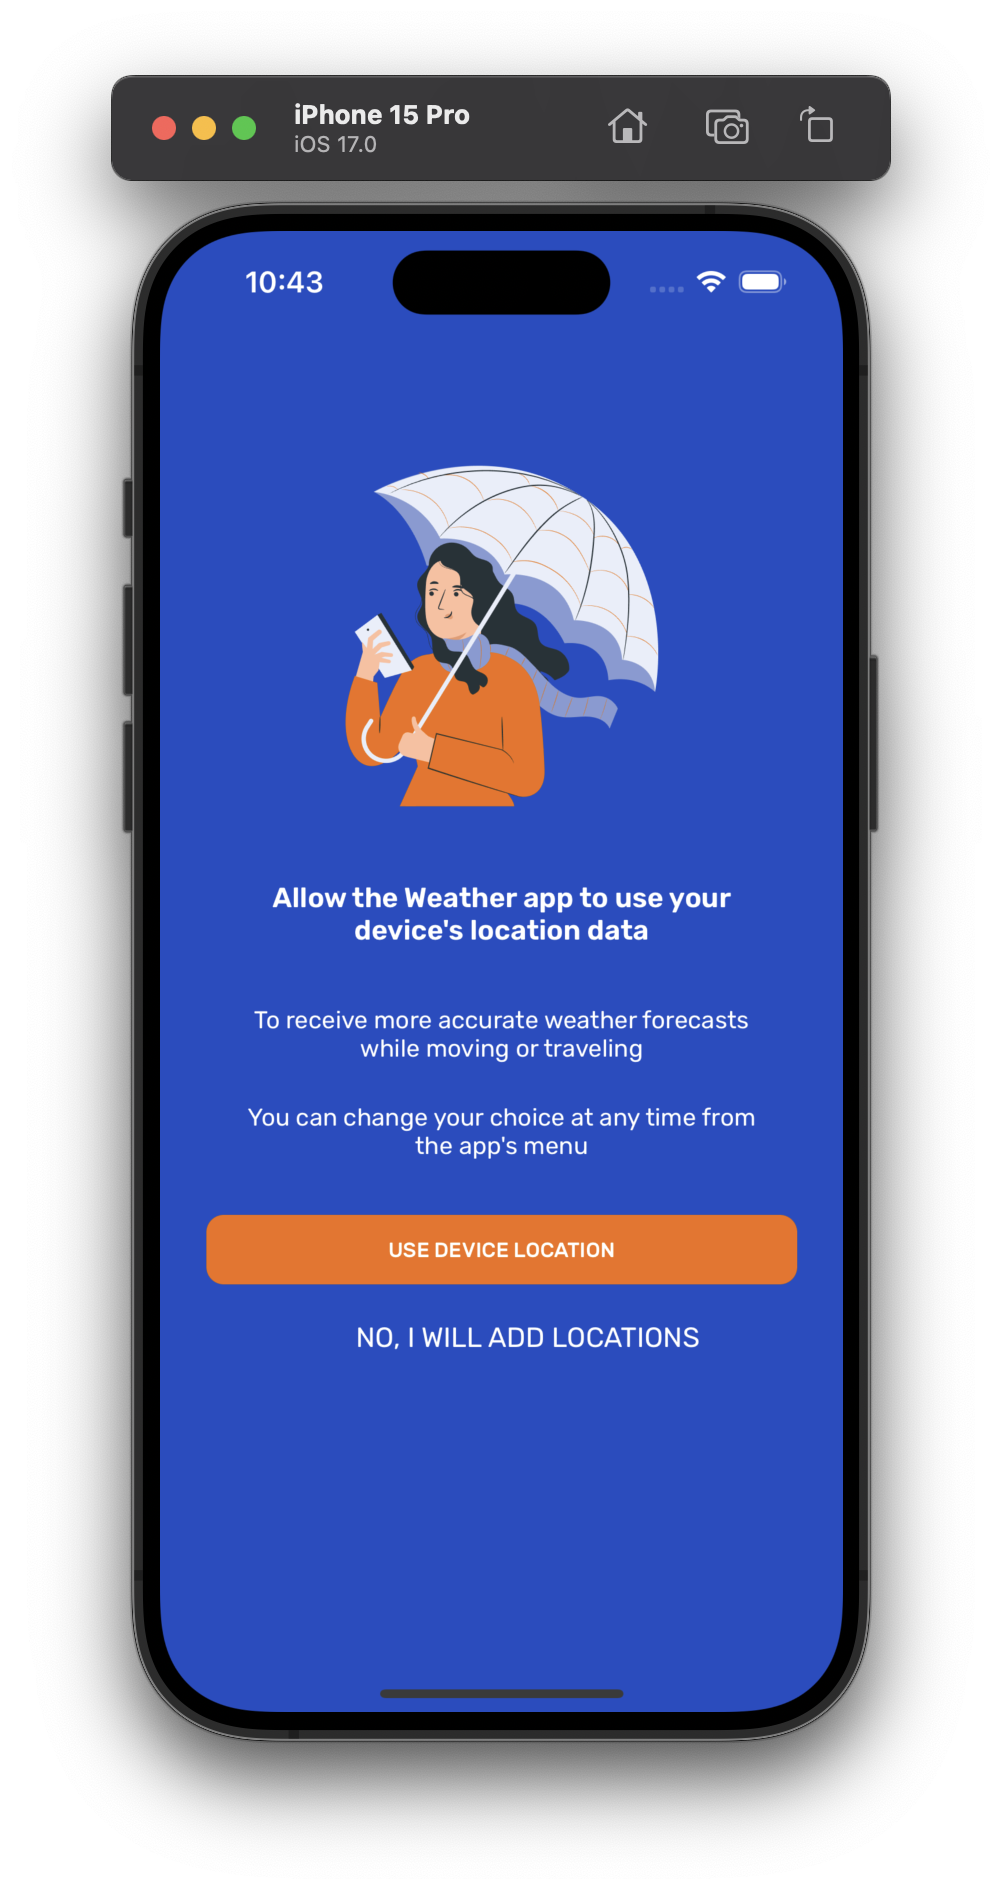 iPhone 15 Pro
iOS 17.0
10:43
Allow the Weather app to use your
device's location data
To receive more accurate weather forecasts
while moving or traveling
You can change your choice at any time from
the app's menu
USE DEVICE LOCATION
NO, I WILL ADD LOCATIONS